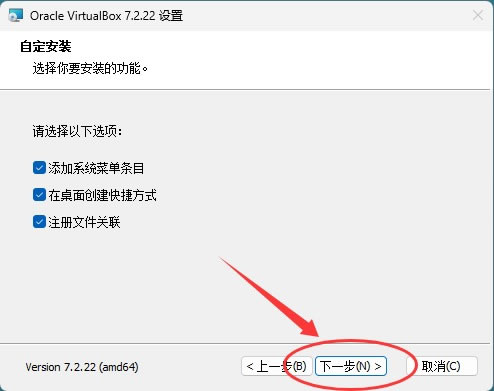 Oracle VirtualBox 7.2.22 设置
自定安装
选择你要安装的功能。
请选择以下选项：
添加系统菜单条目
在桌面创建快捷方式
注册文件关联
Version 7.2.22 (amd64)
< 上一步(B)
下一步(N) >
取消(C)